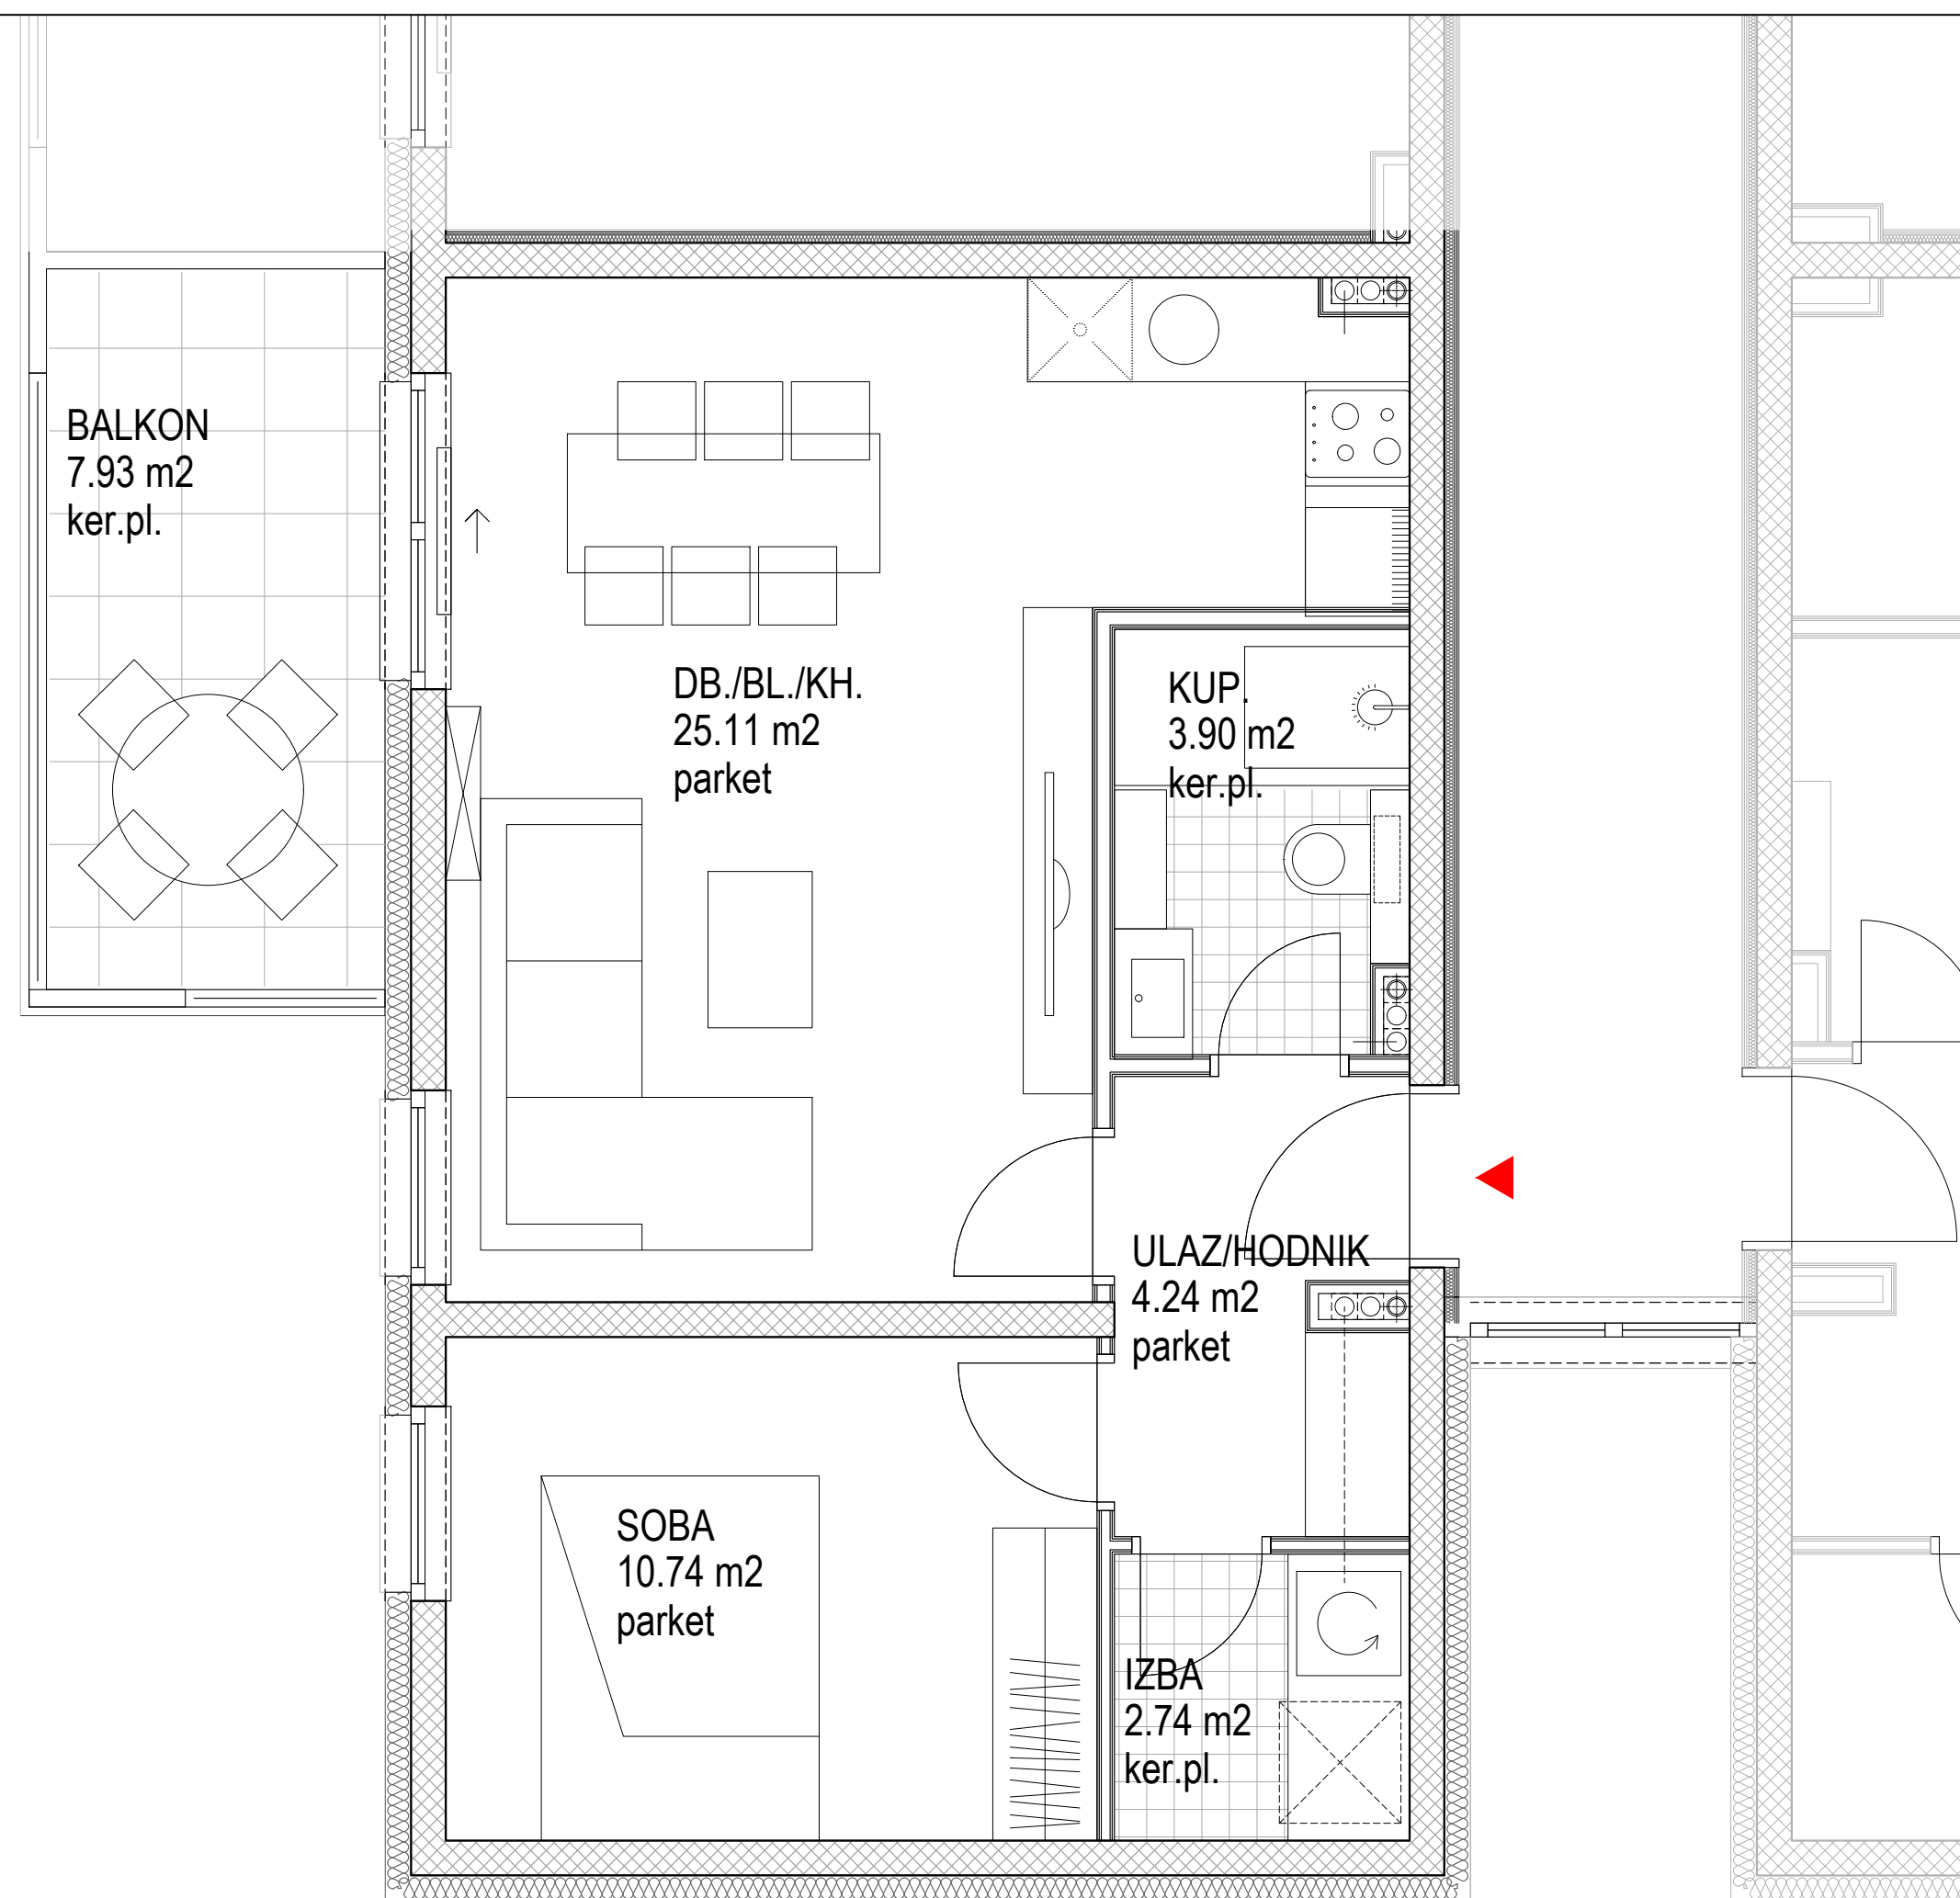 BALKON
7.93 m2
ker.pl.
DB./BL./KH.
25.11 m2
parket
KUP.
3.90 m2
ker.pl.
ULAZ/HODNIK
4.24 m2
parket
SOBA
10.74 m2
parket
IZBA
2.74 m2
ker.pl.